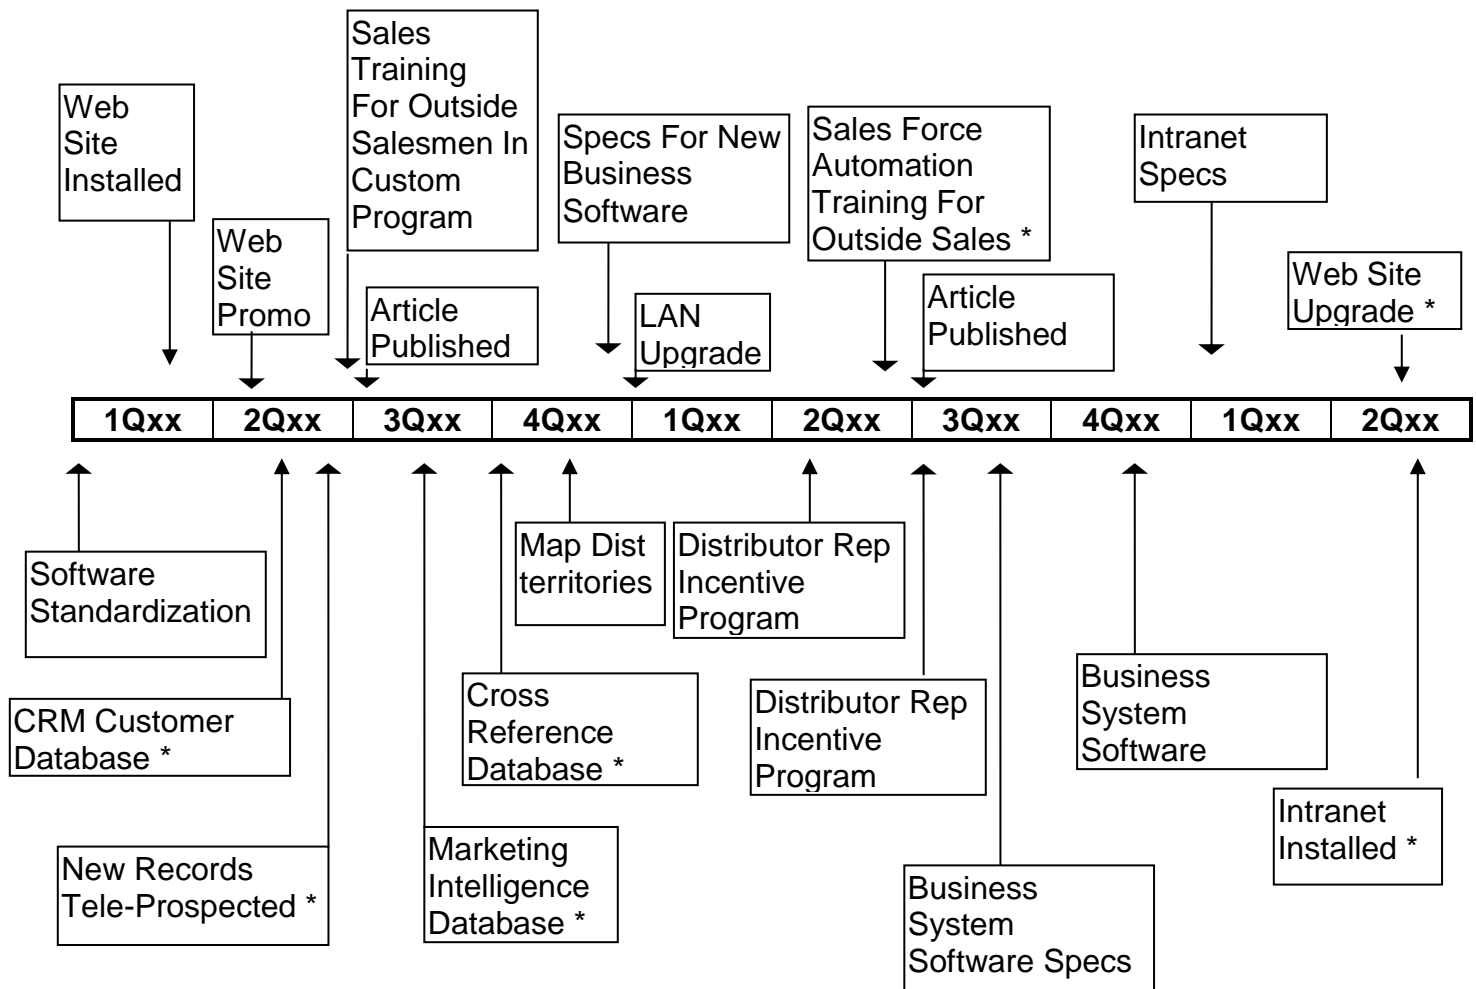 Sales
Training
For Outside
Salesmen In
Custom
Program
Web
Site
Installed
Specs For New
Business
Software
Sales Force
Automation
Training For
Outside Sales *
Intranet
Specs
Web
Site
Promo
Article
Published
LAN
Upgrade
Article
Published
Web Site
Upgrade *
1Qxx 2Qxx 3Qxx 4Qxx 1Qxx 2Qxx 3Qxx 4Qxx 1Qxx 2Qxx
Software
Standardization
Map Dist
territories
Distributor Rep
Incentive
Program
CRM Customer
Database *
Cross
Reference
Database *
Distributor Rep
Incentive
Program
Business
System
Software
New Records
Tele-Prospected *
Marketing
Intelligence
Database *
Business
System
Software Specs
Intranet
Installed *